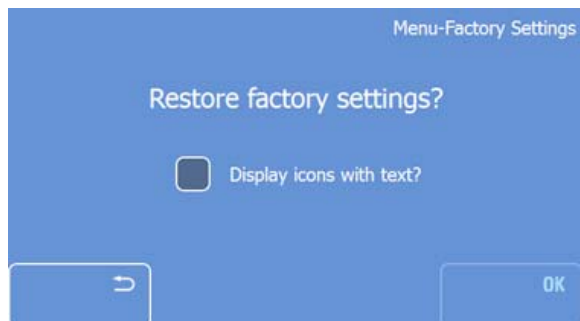 Menu-Factory Settings
Restore factory settings?
Display icons with text?
OK